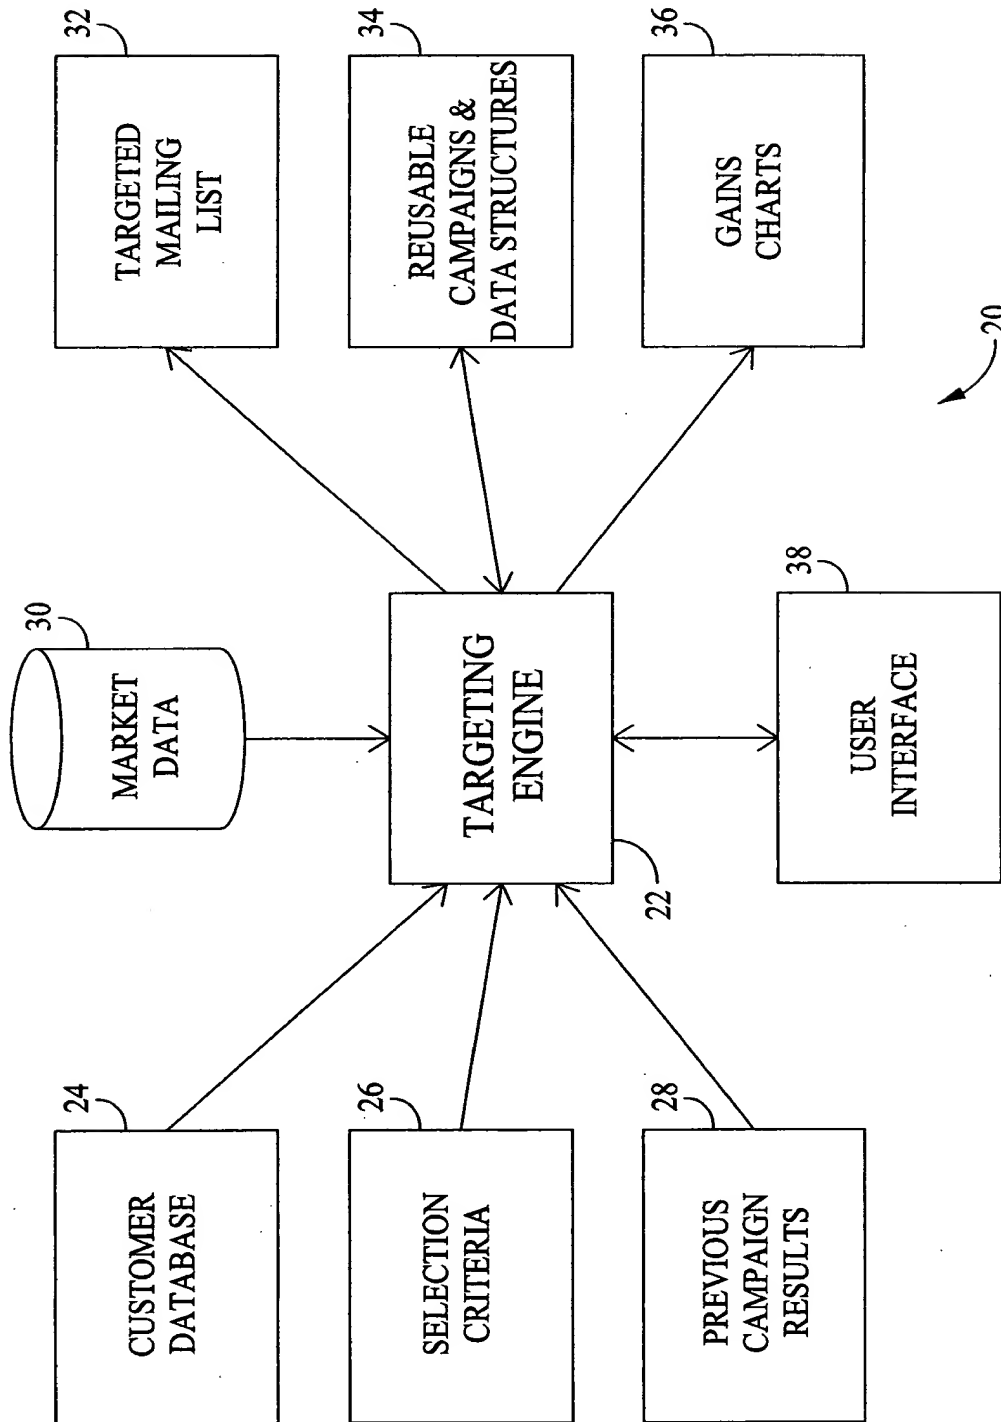 24
CUSTOMER
DATABASE
30
MARKET
DATA
32
TARGETED
MAILING
LIST
26
SELECTION
CRITERIA
TARGETING
ENGINE
22
34
REUSABLE
CAMPAIGNS &
DATA STRUCTURES
28
PREVIOUS
CAMPAIGN
RESULTS
38
USER
INTERFACE
36
GAINS
CHARTS
20